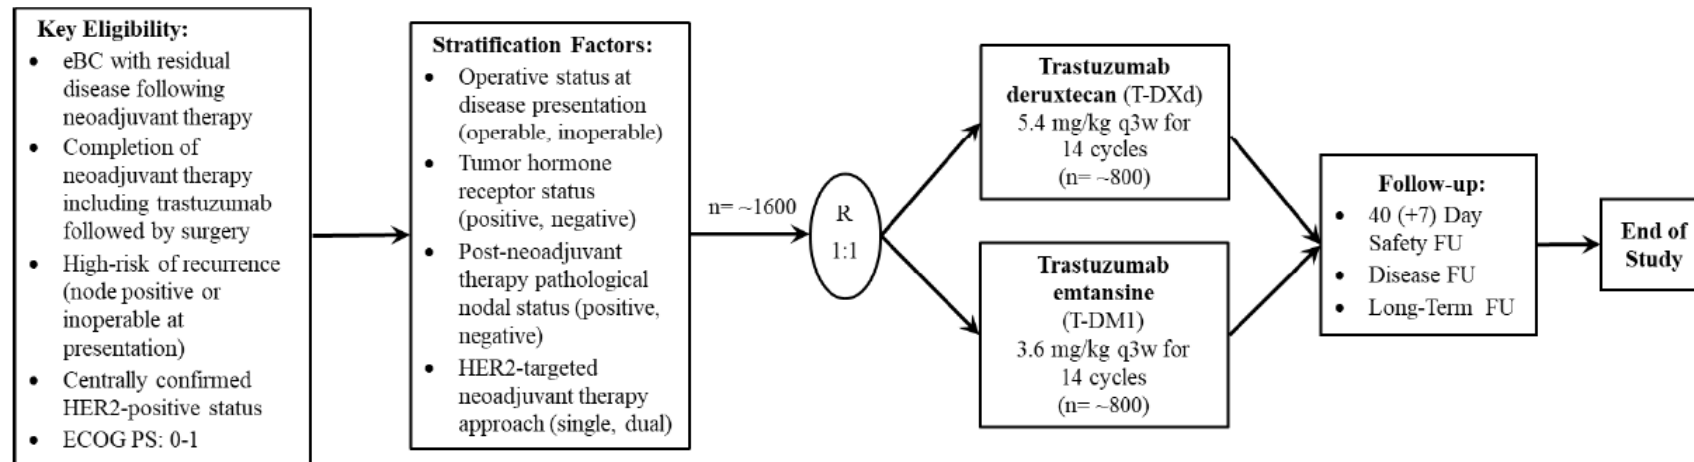 Key Eligibility:
• eBC with residual
disease following
neoadjuvant therapy
• Completion of
neoadjuvant therapy
including trastuzumab
followed by surgery
• High-risk of recurrence
(node positive or
inoperable at
presentation)
• Centrally confirmed
HER2-positive status
• ECOG PS: 0-1
Stratification Factors:
• Operative status at
disease presentation
(operable, inoperable)
• Tumor hormone
receptor status
(positive, negative)
• Post-neoadjuvant
therapy pathological
nodal status (positive,
negative)
• HER2-targeted
neoadjuvant therapy
approach (single, dual)
n= ~1600
R
1:1
Trastuzumab
deruxtecan (T-DXd)
5.4 mg/kg q3w for
14 cycles
(n= ~800)
Trastuzumab
emtansine
(T-DM1)
3.6 mg/kg q3w for
14 cycles
(n= ~800)
Follow-up:
• 40 (+7) Day
Safety FU
• Disease FU
• Long-Term FU
End of
Study